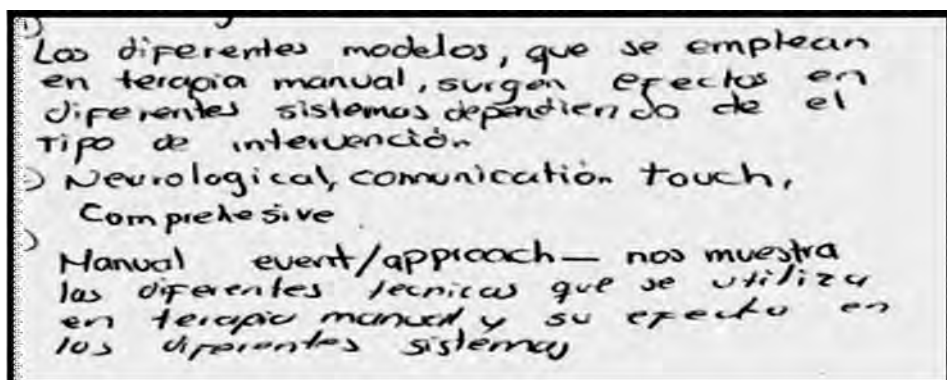 1)
Los diferentes modelos, que se emplean
en terapia manual, surgen efectos en
diferentes sistemas dependiendo de el
Tipo de intervención
) Neurological, comunication touch,
Comprehesive
)
Manual event/approach — nos muestra
las diferentes tecnicas que se utiliza
en terapia manual y su efecto en
los diferentes sistemas